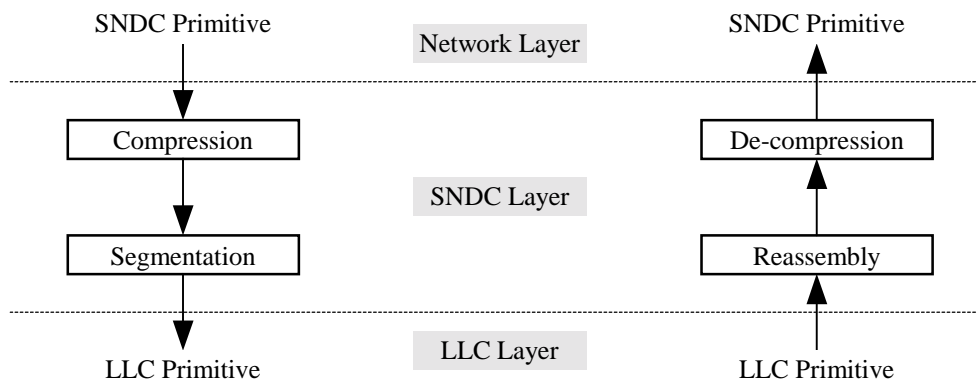 SNDC Primitive
SNDC Primitive
Network Layer
Compression
De-compression
SNDC Layer
Segmentation
Reassembly
LLC Layer
LLC Primitive
LLC Primitive